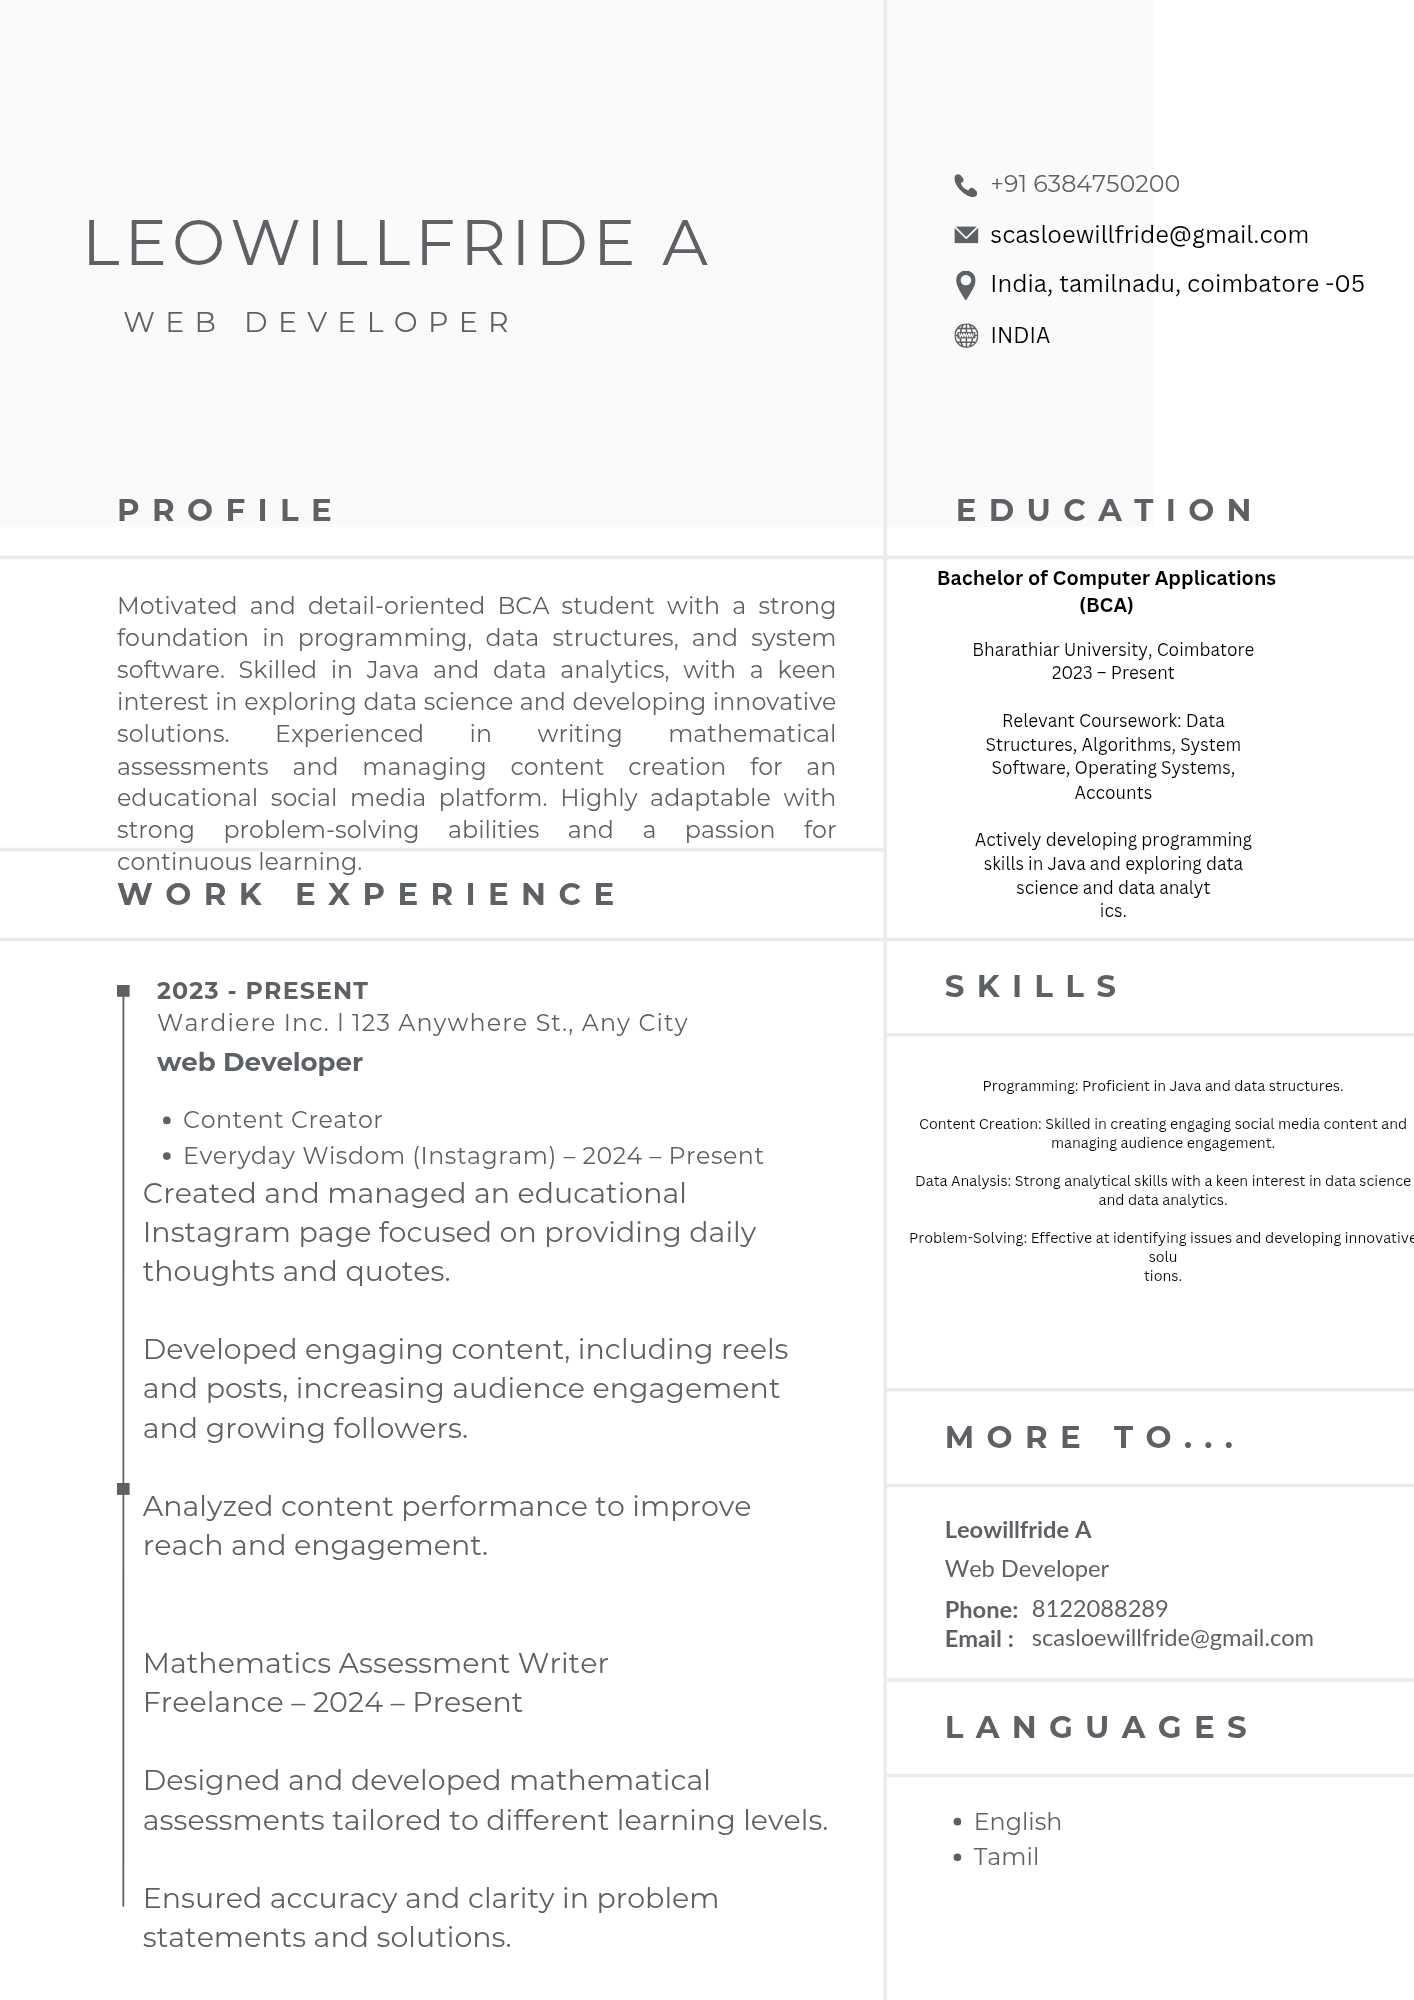 LEOWILLFRIDE A
WEB DEVELOPER
+91 6384750200
scasloewillfride@gmail.com
India, tamilnadu, coimbatore -05
INDIA
PROFILE
Motivated and detail-oriented BCA student with a strong
foundation in programming, data structures, and system
software. Skilled in Java and data analytics, with a keen
interest in exploring data science and developing innovative
solutions. Experienced in writing mathematical
assessments and managing content creation for an
educational social media platform. Highly adaptable with
strong problem-solving abilities and a passion for
continuous learning.
WORK EXPERIENCE
2023 - PRESENT
Wardiere Inc. l 123 Anywhere St., Any City
web Developer
• Content Creator
• Everyday Wisdom (Instagram) – 2024 – Present
Created and managed an educational
Instagram page focused on providing daily
thoughts and quotes.
Developed engaging content, including reels
and posts, increasing audience engagement
and growing followers.
Analyzed content performance to improve
reach and engagement.
Mathematics Assessment Writer
Freelance – 2024 – Present
Designed and developed mathematical
assessments tailored to different learning levels.
Ensured accuracy and clarity in problem
statements and solutions.
EDUCATION
Bachelor of Computer Applications
(BCA)
Bharathiar University, Coimbatore
2023 – Present
Relevant Coursework: Data
Structures, Algorithms, System
Software, Operating Systems,
Accounts
Actively developing programming
skills in Java and exploring data
science and data analyt
ics.
SKILLS
Programming: Proficient in Java and data structures.
Content Creation: Skilled in creating engaging social media content and
managing audience engagement.
Data Analysis: Strong analytical skills with a keen interest in data science
and data analytics.
Problem-Solving: Effective at identifying issues and developing innovative
solu
tions.
MORE TO...
Leowillfride A
Web Developer
Phone: 8122088289
Email : scasloewillfride@gmail.com
LANGUAGES
• English
• Tamil